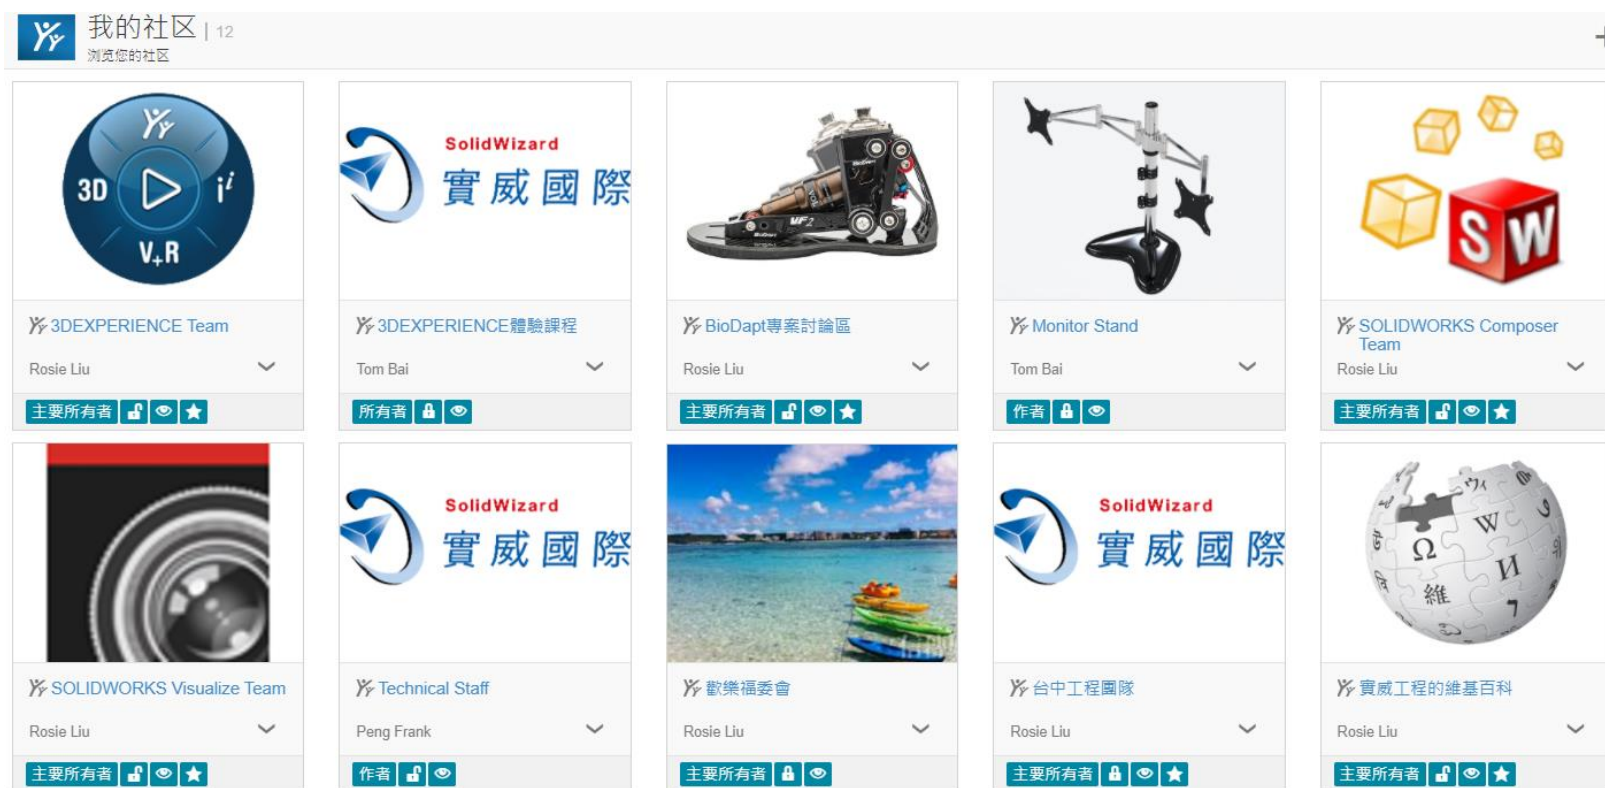 我的社区 | 12
浏览您的社区
3D
i
V+R
SolidWizard
實威國際
VF2
SW
3DEXPERIENCE Team
3DEXPERIENCE體驗課程
BioDapt專案討論區
Monitor Stand
SOLIDWORKS Composer
Team
Rosie Liu
Tom Bai
Rosie Liu
Tom Bai
Rosie Liu
主要所有者
所有者
主要所有者
作者
主要所有者
SolidWizard
實威國際
SolidWizard
實威國際
Ω
W
И
維
7
SOLIDWORKS Visualize Team
Technical Staff
歡樂福委會
台中工程團隊
實威工程的維基百科
Rosie Liu
Peng Frank
Rosie Liu
Rosie Liu
Rosie Liu
主要所有者
作者
主要所有者
主要所有者
主要所有者